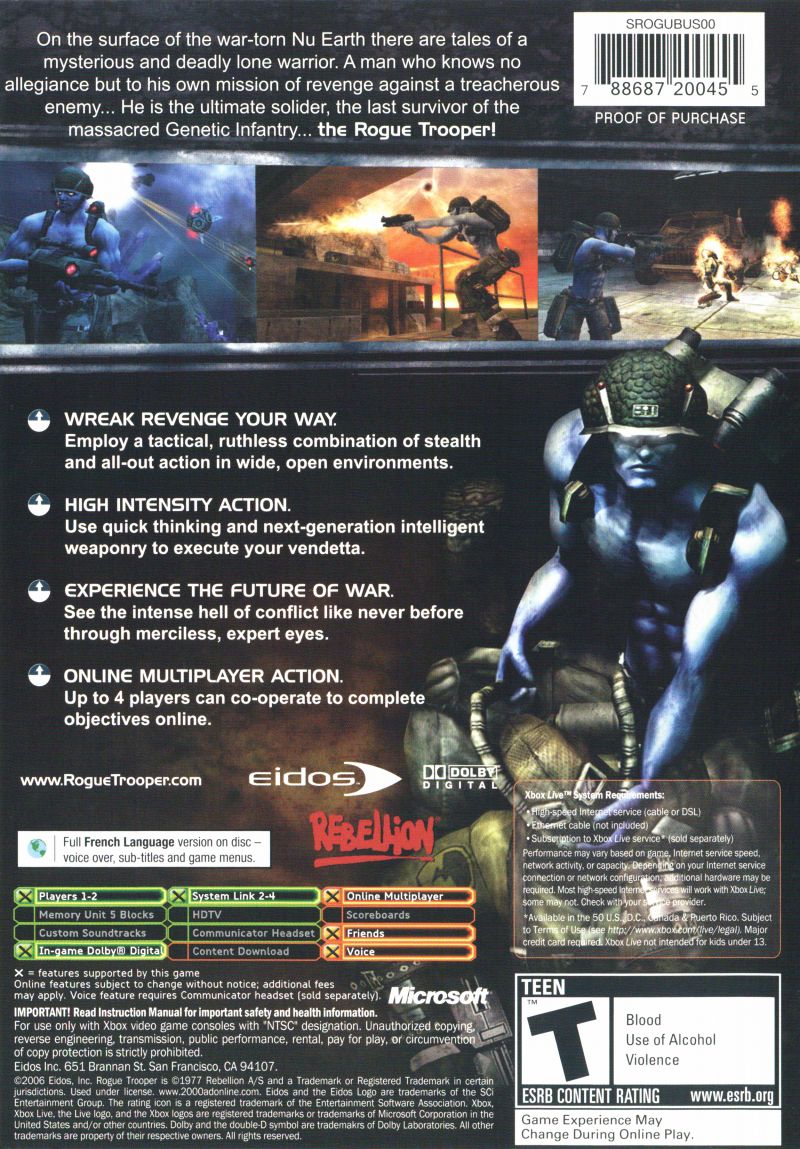 On the surface of the war-torn Nu Earth there are tales of a
mysterious and deadly lone warrior. A man who knows no
allegiance but to his own mission of revenge against a treacherous
enemy... He is the ultimate solider, the last survivor of the
massacred Genetic Infantry... the Rogue Trooper!
SROGUBUS00
7 88687 20045 5
PROOF OF PURCHASE
WREAK REVENGE YOUR WAY.
Employ a tactical, ruthless combination of stealth
and all-out action in wide, open environments.
HIGH INTENSITY ACTION.
Use quick thinking and next-generation intelligent
weaponry to execute your vendetta.
EXPERIENCE THE FUTURE OF WAR.
See the intense hell of conflict like never before
through merciless, expert eyes.
ONLINE MULTIPLAYER ACTION.
Up to 4 players can co-operate to complete
objectives online.
www.RogueTrooper.com
eidos
DOLBY
DIGITAL
REBELLION
Full French Language version on disc –
voice over, sub-titles and game menus.
Xbox Live™ System Requirements:
• High-speed Internet service (cable or DSL)
• Ethernet cable (not included)
• Subscription to Xbox Live service* (sold separately)
Performance may vary based on game, Internet service speed,
network activity, or capacity. Depending on your Internet service
connection or network configuration, additional hardware may be
required. Most high-speed Internet services will work with Xbox Live;
some may not. Check with your service provider.
*Available in the 50 U.S., D.C., Canada & Puerto Rico. Subject
to Terms of Use (see http://www.xbox.com/live/legal). Major
credit card required. Xbox Live not intended for kids under 13.
X Players 1-2 X System Link 2-4 X Online Multiplayer
Memory Unit 5 Blocks HDTV Scoreboards
Custom Soundtracks Communicator Headset X Friends
X In-game Dolby® Digital Content Download X Voice
X = features supported by this game
Online features subject to change without notice; additional fees
may apply. Voice feature requires Communicator headset (sold separately).
Microsoft®
IMPORTANT! Read Instruction Manual for important safety and health information.
For use only with Xbox video game consoles with "NTSC" designation. Unauthorized copying,
reverse engineering, transmission, public performance, rental, pay for play, or circumvention
of copy protection is strictly prohibited.
Eidos Inc. 651 Brannan St. San Francisco, CA 94107.
©2006 Eidos, Inc. Rogue Trooper is ©1977 Rebellion A/S and a Trademark or Registered Trademark in certain
jurisdictions. Used under license. www.2000adonline.com. Eidos and the Eidos Logo are trademarks of the SCi
Entertainment Group. The rating icon is a registered trademark of the Entertainment Software Association. Xbox,
Xbox Live, the Live logo, and the Xbox logos are registered trademarks or trademarks of Microsoft Corporation in the
United States and/or other countries. Dolby and the double-D symbol are tradema​rks of Dolby Laboratories. All other
trademarks are property of their respective owners. All rights reserved.
TEEN
T
™
Blood
Use of Alcohol
Violence
ESRB CONTENT RATING www.esrb.org
Game Experience May
Change During Online Play.